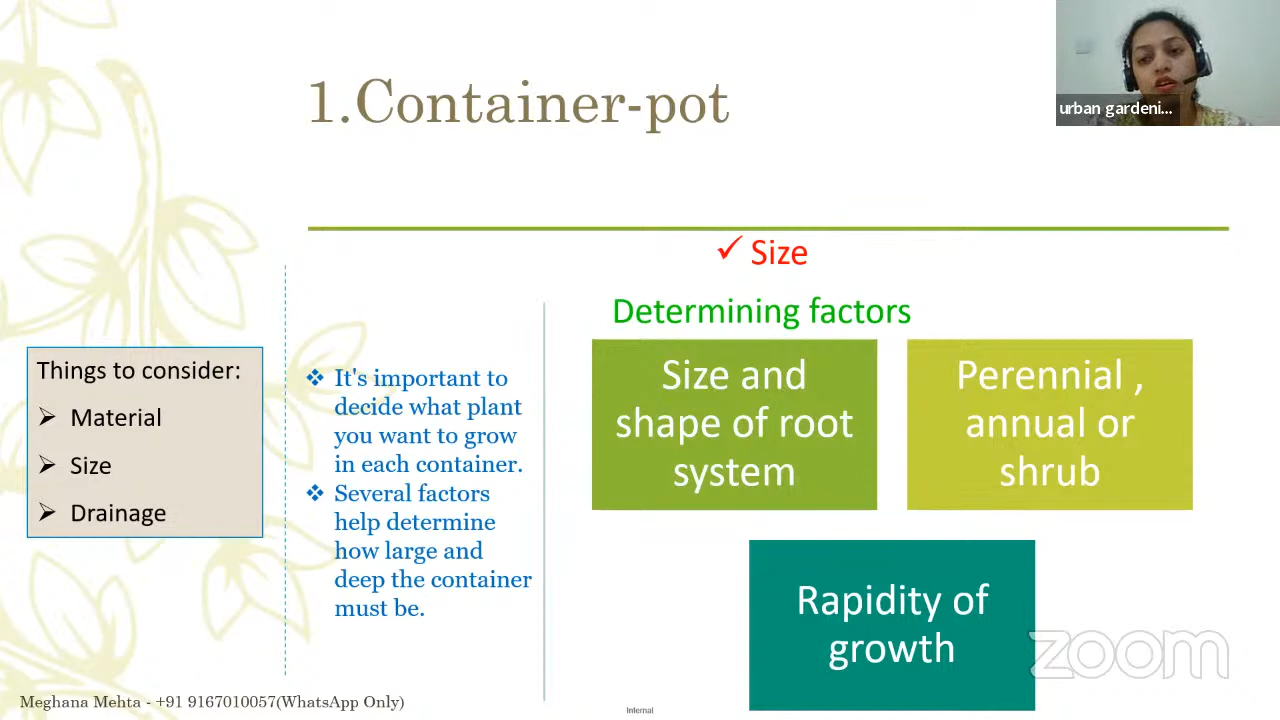 1.Container-pot
urban gardeni...
✓ Size
Determining factors
Things to consider:
➢ Material
➢ Size
➢ Drainage
❖ It's important to
decide what plant
you want to grow
in each container.
❖ Several factors
help determine
how large and
deep the container
must be.
Size and
shape of root
system
Perennial ,
annual or
shrub
Rapidity of
growth
zoom
Meghana Mehta - +91 9167010057(WhatsApp Only)
Internal